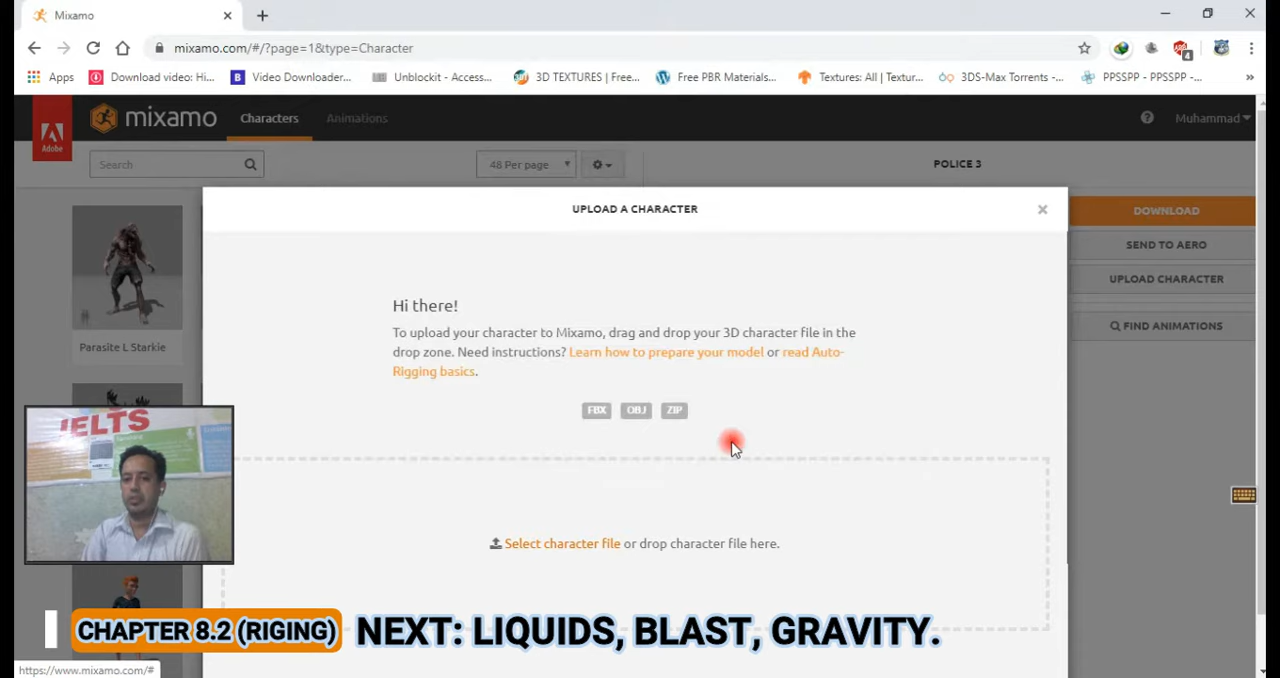 Mixamo
mixamo.com/#/?page=1&type=Character
4
Apps
Download video: Hi...
B
Video Downloader...
Unblockit - Acces...
3D TEXTURES | Free...
Free PBR Materials...
Textures: All | Textur...
3DS-Max Torrents -...
PPSSPP - PPSSPP -...
»
Adobe
mixamo
Characters
Animations
Muhammad
Search
48 Per page
POLICE 3
UPLOAD A CHARACTER
DOWNLOAD
SEND TO AERO
UPLOAD CHARACTER
FIND ANIMATIONS
Parasite L Starkie
Hi there!
To upload your character to Mixamo, drag and drop your 3D character file in the
drop zone. Need instructions? Learn how to prepare your model or read Auto-
Rigging basics.
FBX OBJ ZIP
IELTS
Select character file or drop character file here.
CHAPTER 8.2 (RIGING)
NEXT: LIQUIDS, BLAST, GRAVITY.
https://www.mixamo.com/#